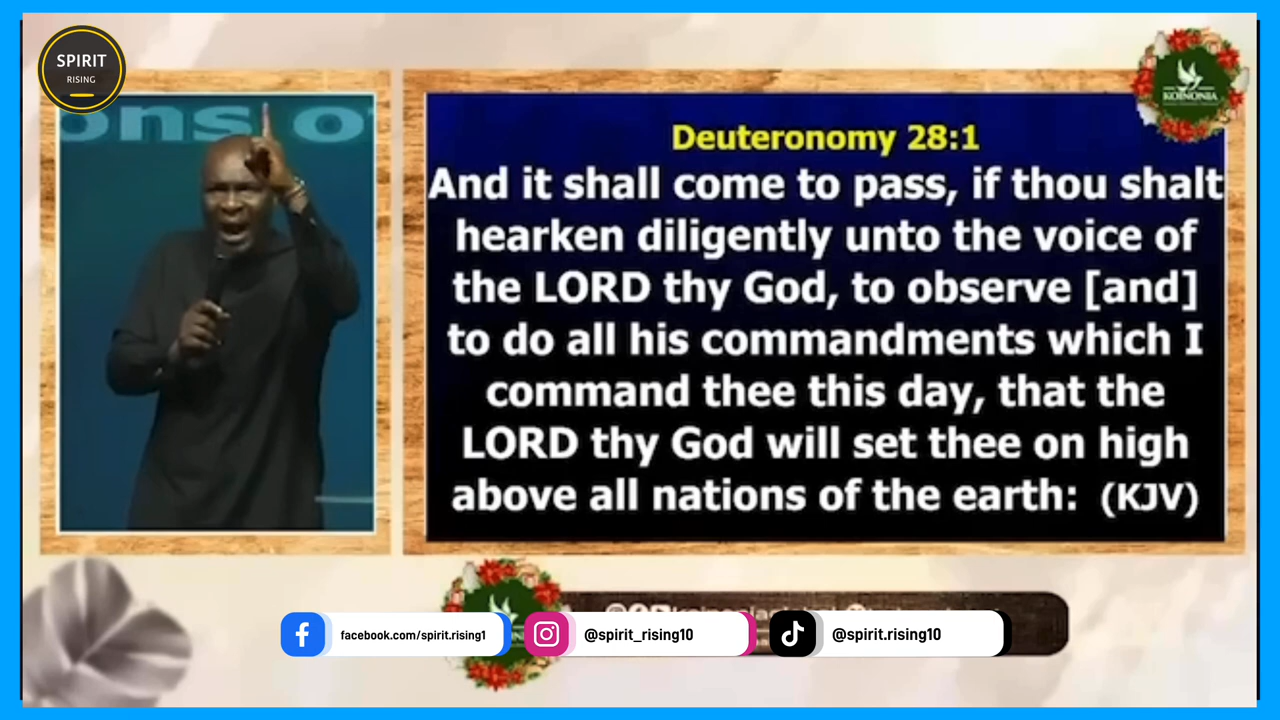 SPIRIT
RISING
ons o
KOINONIA
Deuteronomy 28:1
And it shall come to pass, if thou shalt
hearken diligently unto the voice of
the LORD thy God, to observe [and]
to do all his commandments which I
command thee this day, that the
LORD thy God will set thee on high
above all nations of the earth: (KJV)
facebook.com/spirit.rising1
@spirit_rising10
@spirit.rising10